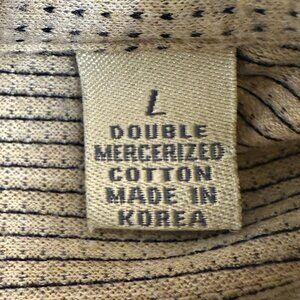 L
DOUBLE
MERCERIZED
COTTON
MADE IN
KOREA